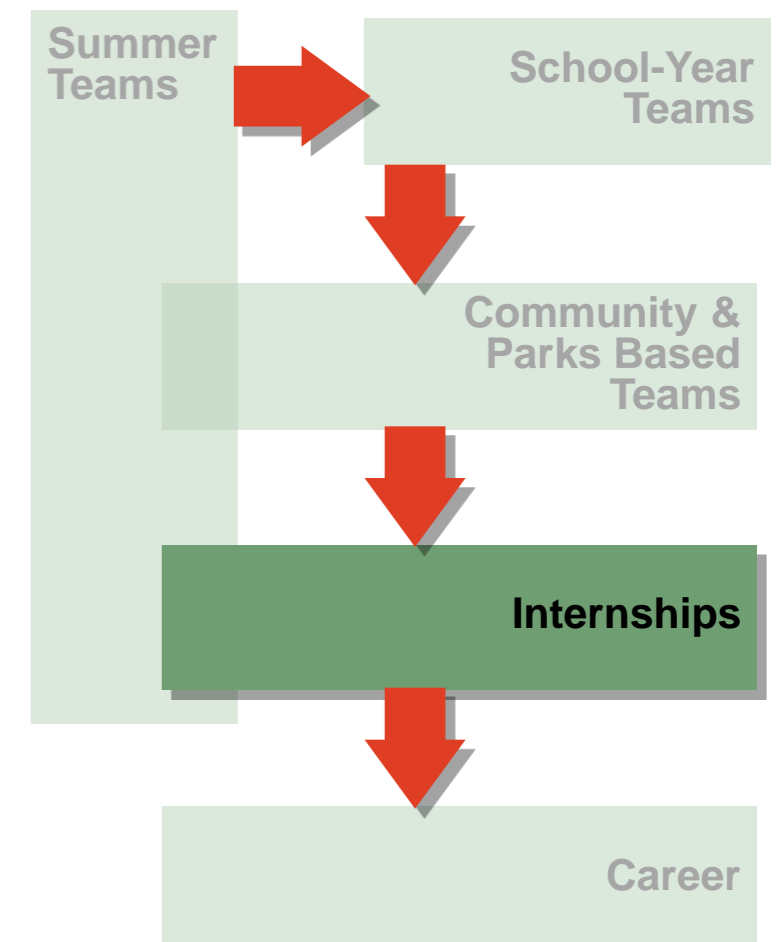 Summer
Teams
School-Year
Teams
Community &
Parks Based
Teams
Internships
Career